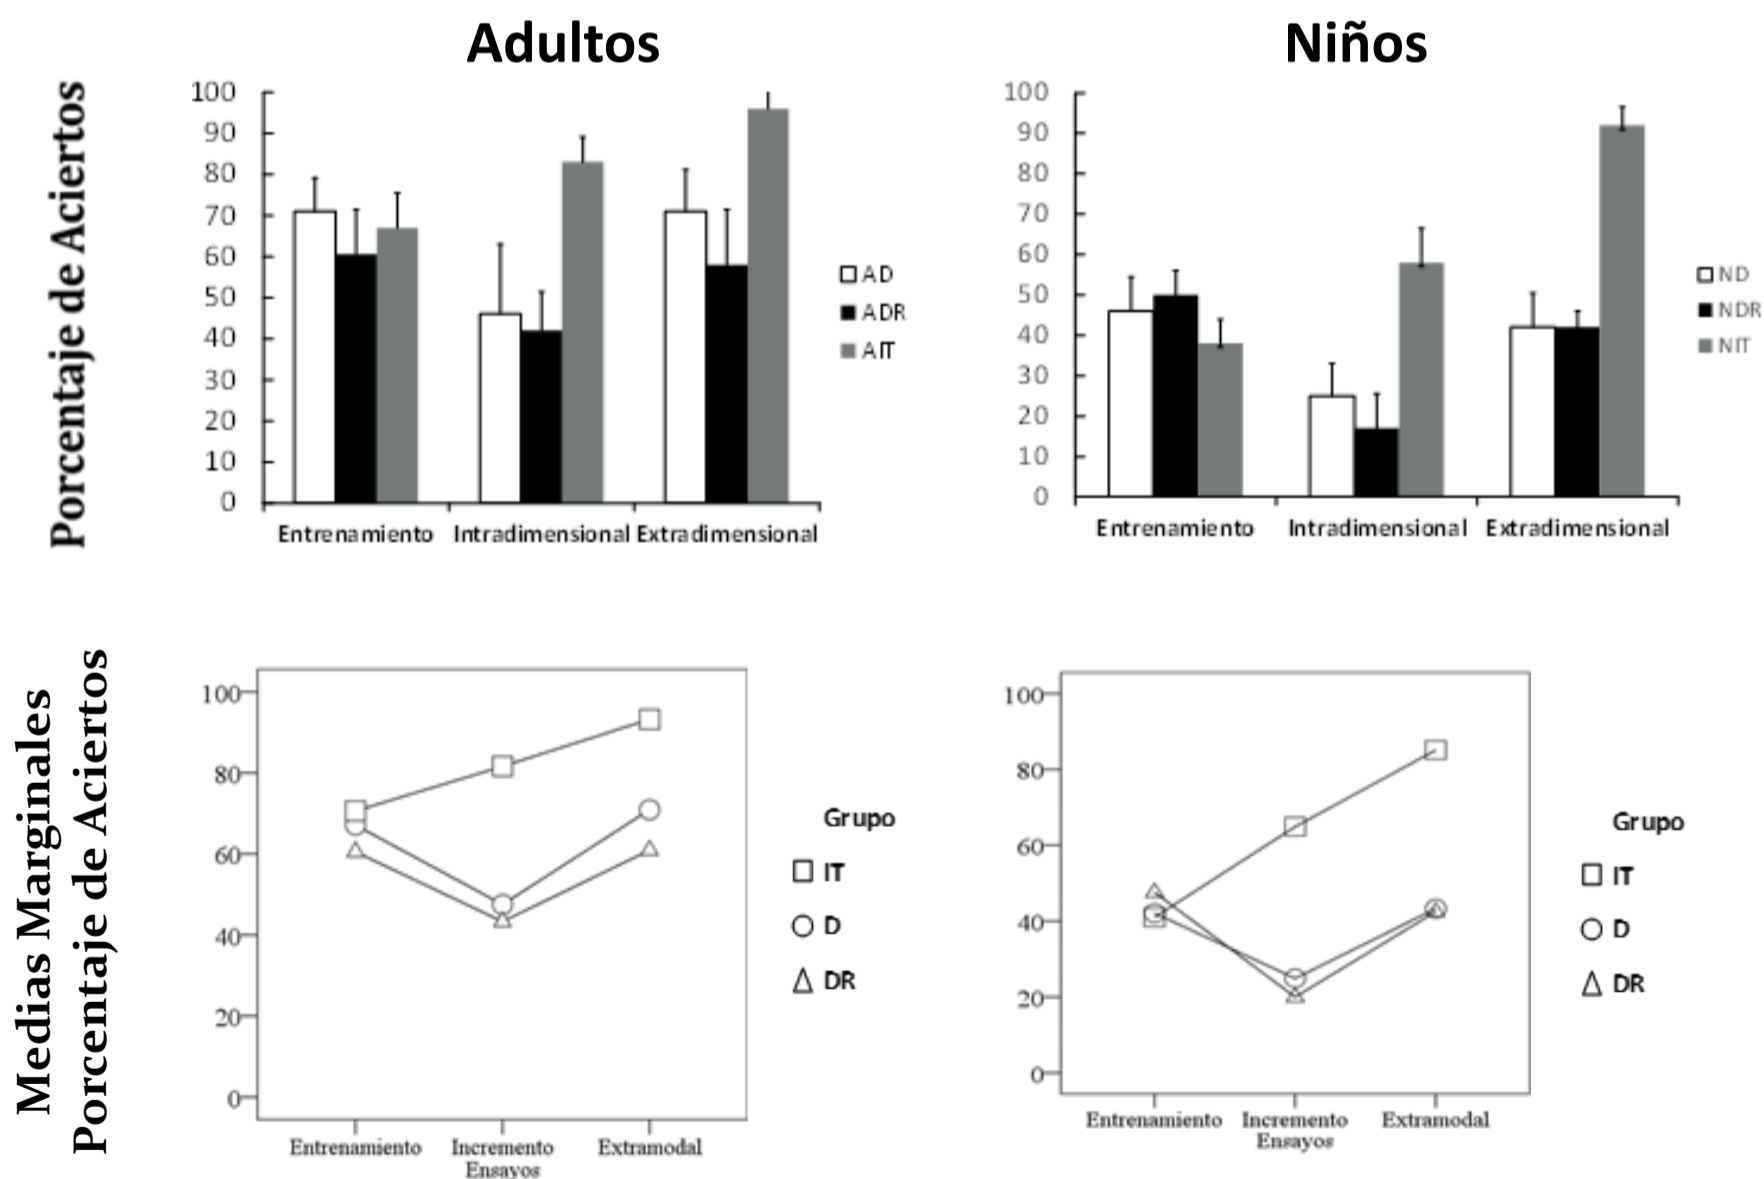 Adultos
Porcentaje de Aciertos
100
90
80
70
60
50
40
30
20
10
0
Entrenamiento Intradimensional Extradimensional
AD
ADR
AIT
Niños
100
90
80
70
60
50
40
30
20
10
0
Entrenamiento Intradimensional Extradimensional
ND
NDR
NIT
Medias Marginales
Porcentaje de Aciertos
100
80
60
40
20
0
Entrenamiento Incremento Extramodal
Ensayos
Grupo
IT
D
DR
100
80
60
40
20
0
Entrenamiento Incremento Extramodal
Ensayos
Grupo
IT
D
DR